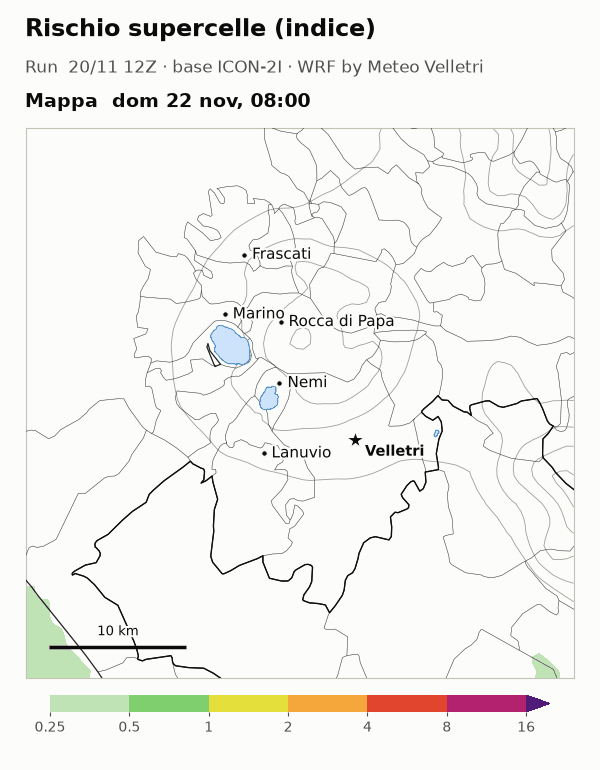 Rischio supercelle (indice)
Run  20/11 12Z · base ICON-2I · WRF by Meteo Velletri
Mappa  dom 22 nov, 08:00
Frascati
Marino
Rocca di Papa
Nemi
Velletri
Lanuvio
10 km
0.25 0.5 1 2 4 8 16